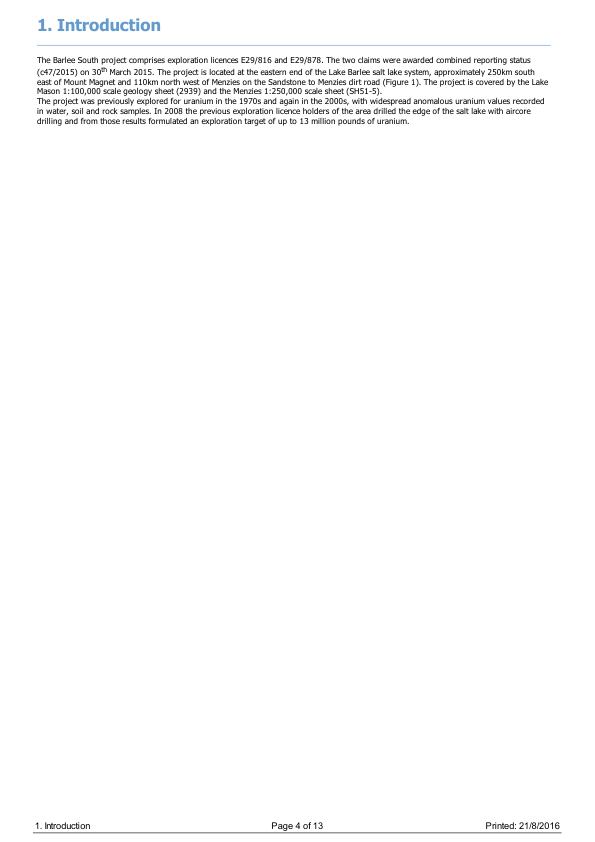 1. Introduction
The Barlee South project comprises exploration licences E29/816 and E29/878. The two claims were awarded combined reporting status
(c47/2015) on 30th March 2015. The project is located at the eastern end of the Lake Barlee salt lake system, approximately 250km south
east of Mount Magnet and 110km north west of Menzies on the Sandstone to Menzies dirt road (Figure 1). The project is covered by the Lake
Mason 1:100,000 scale geology sheet (2939) and the Menzies 1:250,000 scale sheet (SH51-5).
The project was previously explored for uranium in the 1970s and again in the 2000s, with widespread anomalous uranium values recorded
in water, soil and rock samples. In 2008 the previous exploration licence holders of the area drilled the edge of the salt lake with aircore
drilling and from those results formulated an exploration target of up to 13 million pounds of uranium.
1. Introduction Page 4 of 13 Printed: 21/8/2016